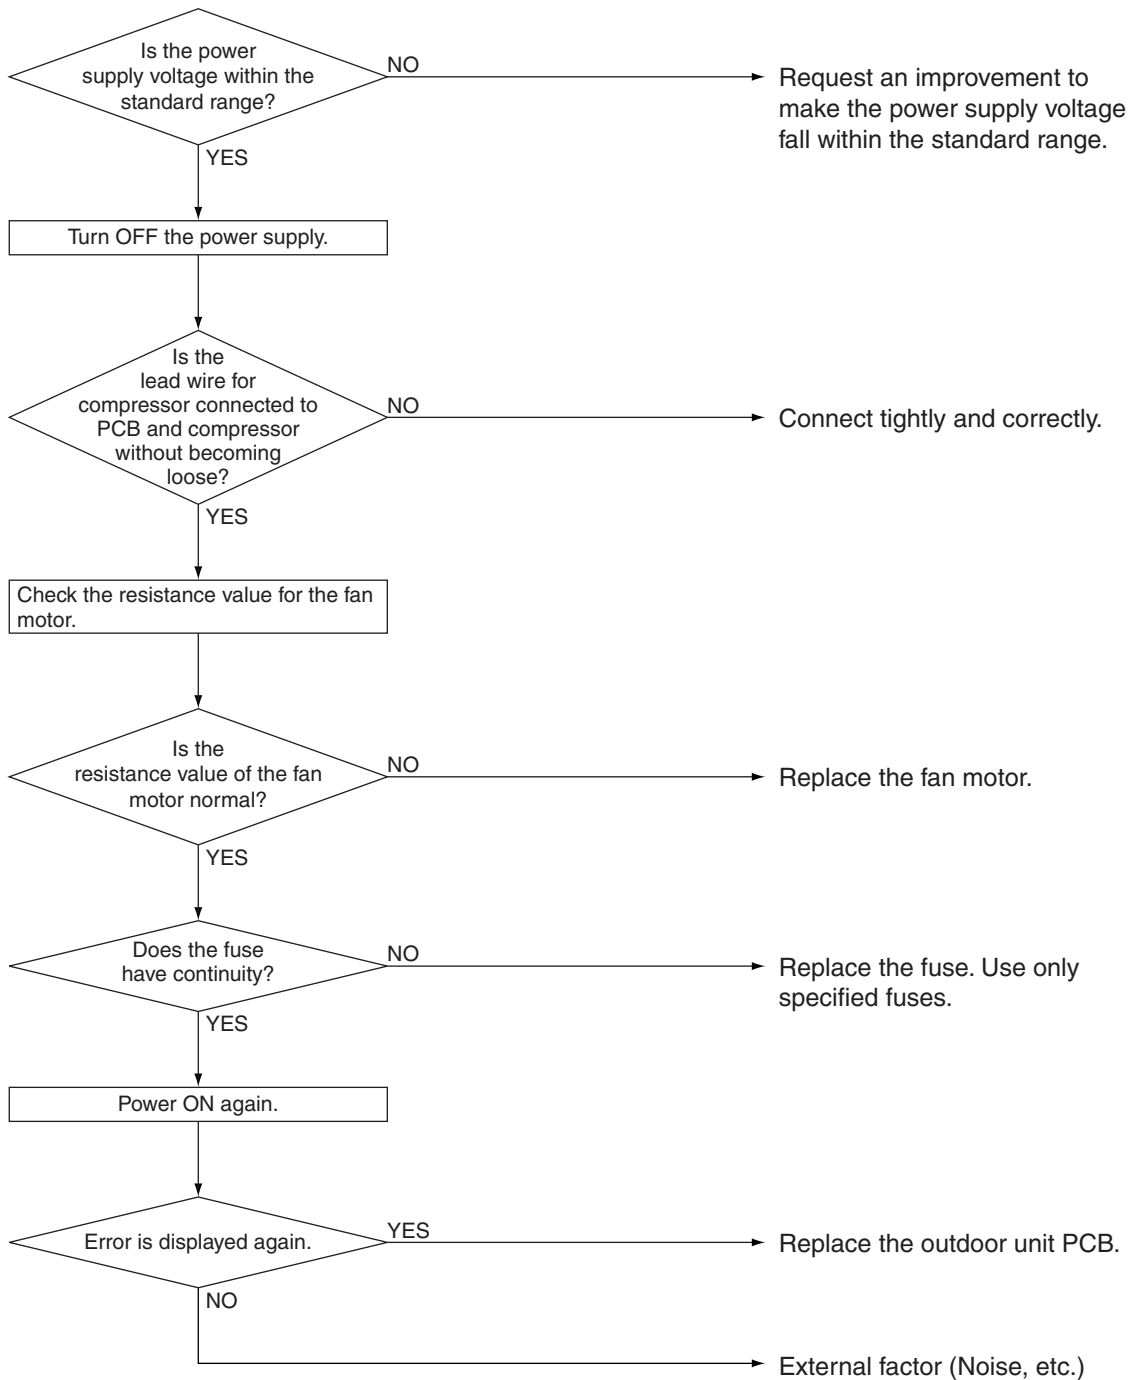 Is the power
supply voltage within the
standard range?
NO
Request an improvement to
make the power supply voltage
fall within the standard range.
YES
Turn OFF the power supply.
Is the
lead wire for
compressor connected to
PCB and compressor
without becoming
loose?
NO
Connect tightly and correctly.
YES
Check the resistance value for the fan
motor.
Is the
resistance value of the fan
motor normal?
NO
Replace the fan motor.
YES
Does the fuse
have continuity?
NO
Replace the fuse. Use only
specified fuses.
YES
Power ON again.
Error is displayed again.
YES
Replace the outdoor unit PCB.
NO
External factor (Noise, etc.)